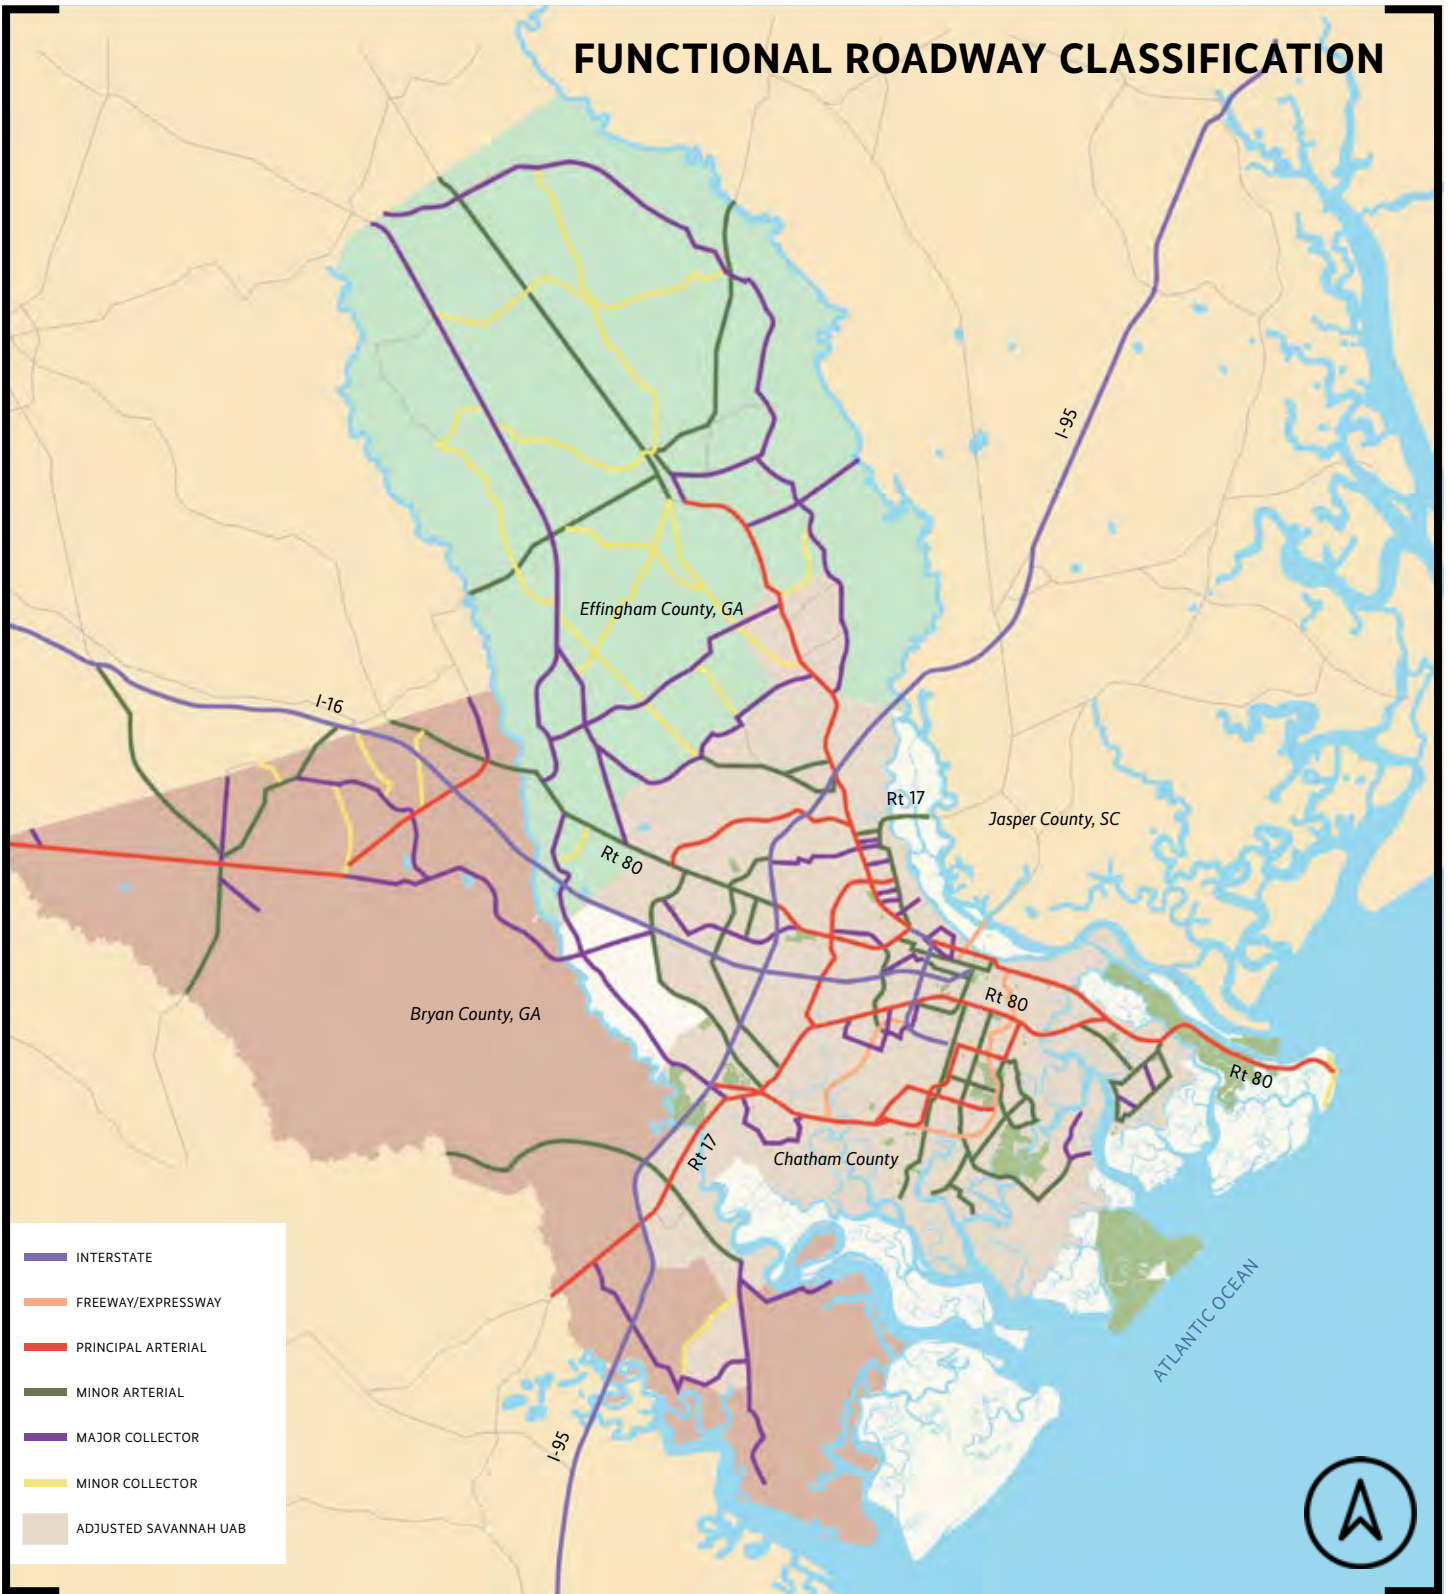 FUNCTIONAL ROADWAY CLASSIFICATION
I-95
Effingham County, GA
I-16
Rt 17
Jasper County, SC
Rt 80
Rt 80
Bryan County, GA
Rt 80
Rt 17
Chatham County
ATLANTIC OCEAN
I-95
INTERSTATE
FREEWAY/EXPRESSWAY
PRINCIPAL ARTERIAL
MINOR ARTERIAL
MAJOR COLLECTOR
MINOR COLLECTOR
ADJUSTED SAVANNAH UAB